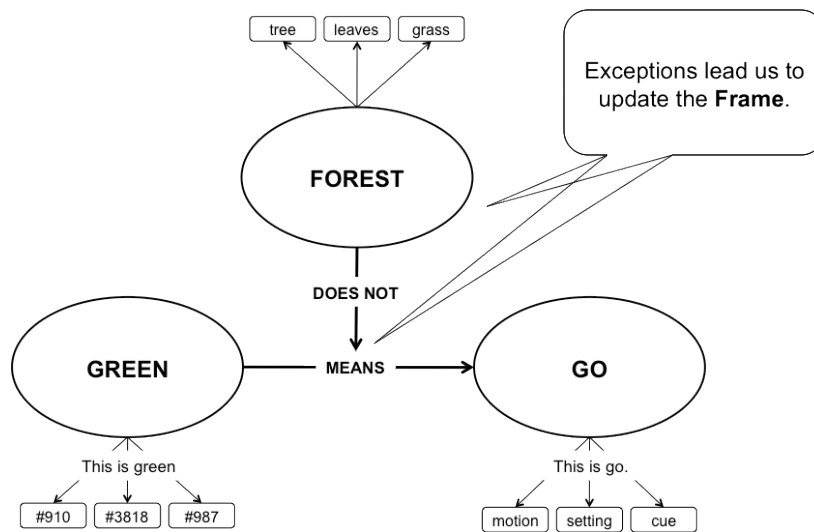 tree
leaves
grass
Exceptions lead us to
update the Frame.
FOREST
DOES NOT
GREEN
MEANS
GO
This is green
This is go.
#910
#3818
#987
motion
setting
cue